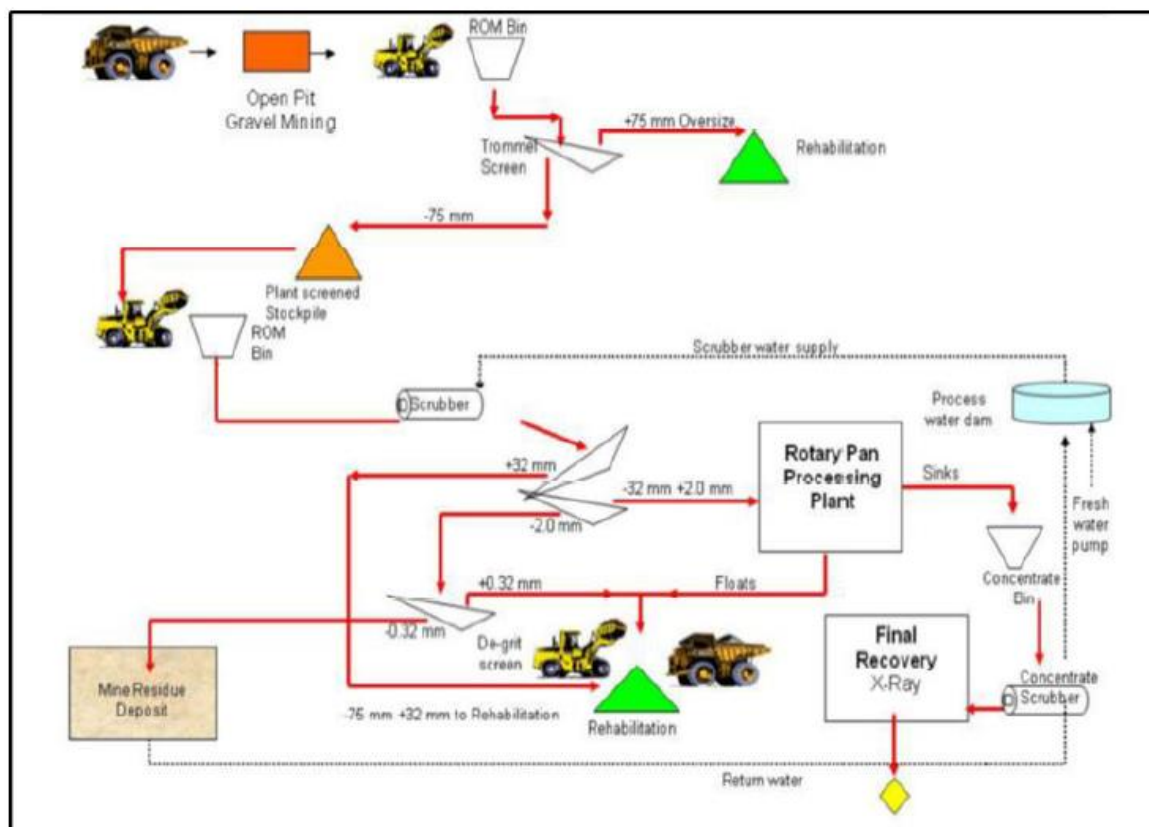 ROM Bin
Open Pit
Gravel Mining
+75 mm Oversize
Trommel
Screen
Rehabilitation
-75 mm
Plant screened
Stockpile
ROM
Bin
Scrubber water supply
Scrubber
Process
water dam
+32 mm
Rotary Pan
Processing
Plant
Sinks
-32 mm +2.0 mm
-2.0 mm
Fresh
water
pump
Concentrate
Bin
+0.32 mm
Floats
-0.32 mm
De-grit
screen
Final
Recovery
X-Ray
Concentrate
Scrubber
Mine Residue
Deposit
-75 mm +32 mm to Rehabilitation
Rehabilitation
Return water